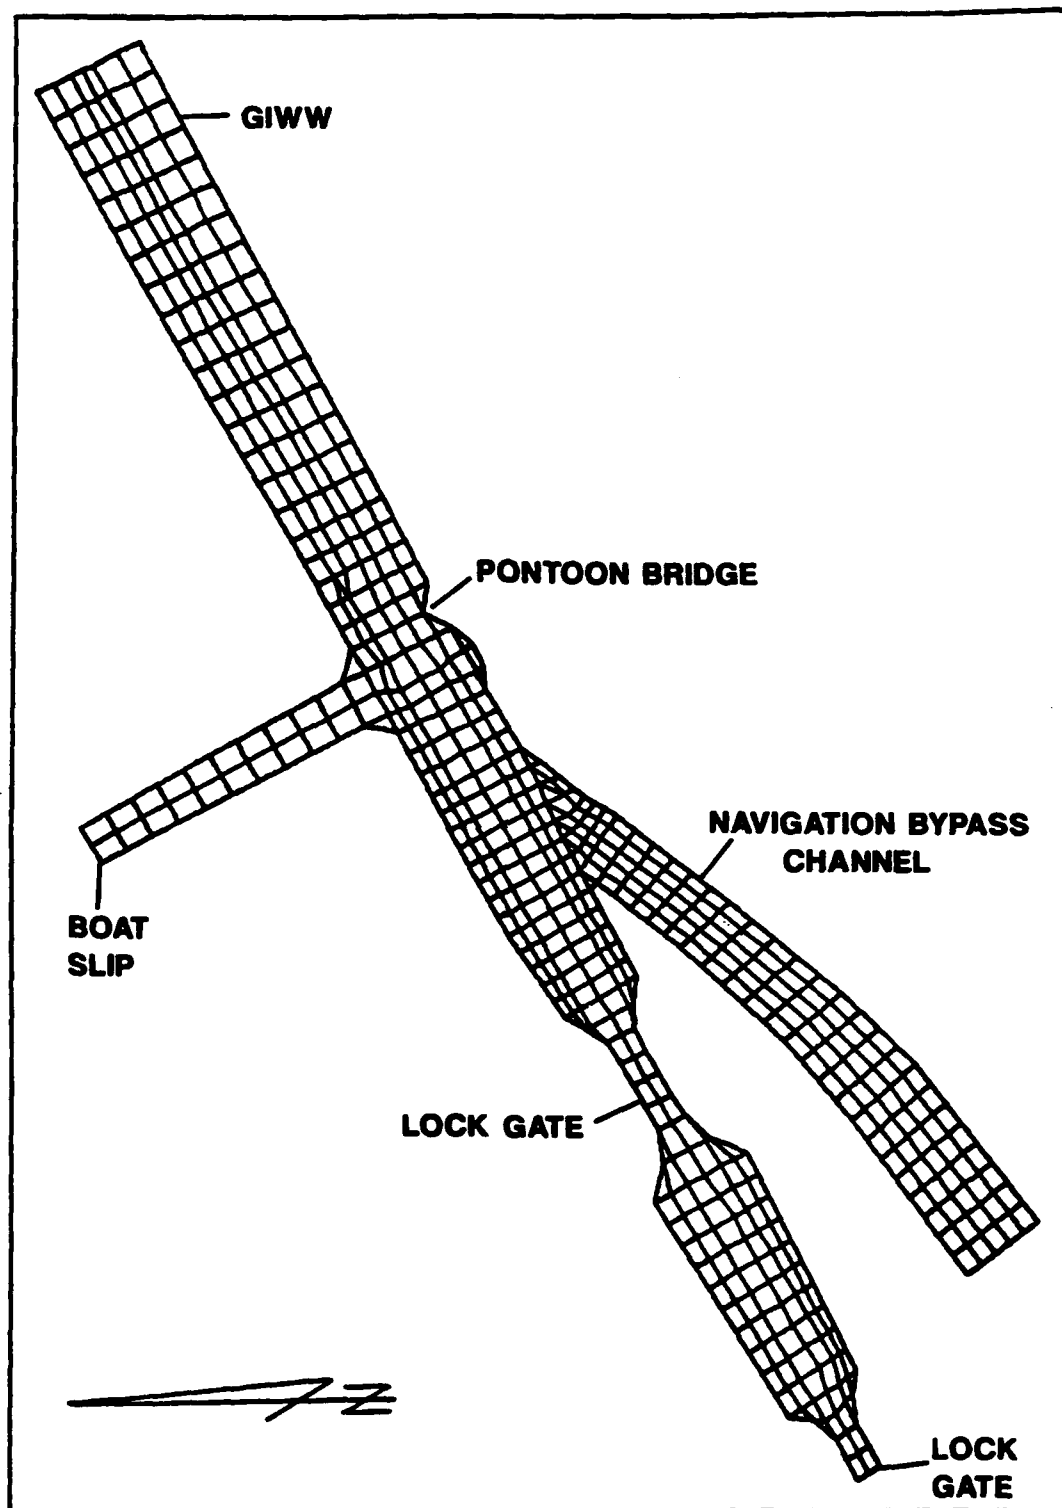 GIWW
PONTOON BRIDGE
NAVIGATION BYPASS
CHANNEL
BOAT
SLIP
LOCK GATE
N
LOCK
GATE